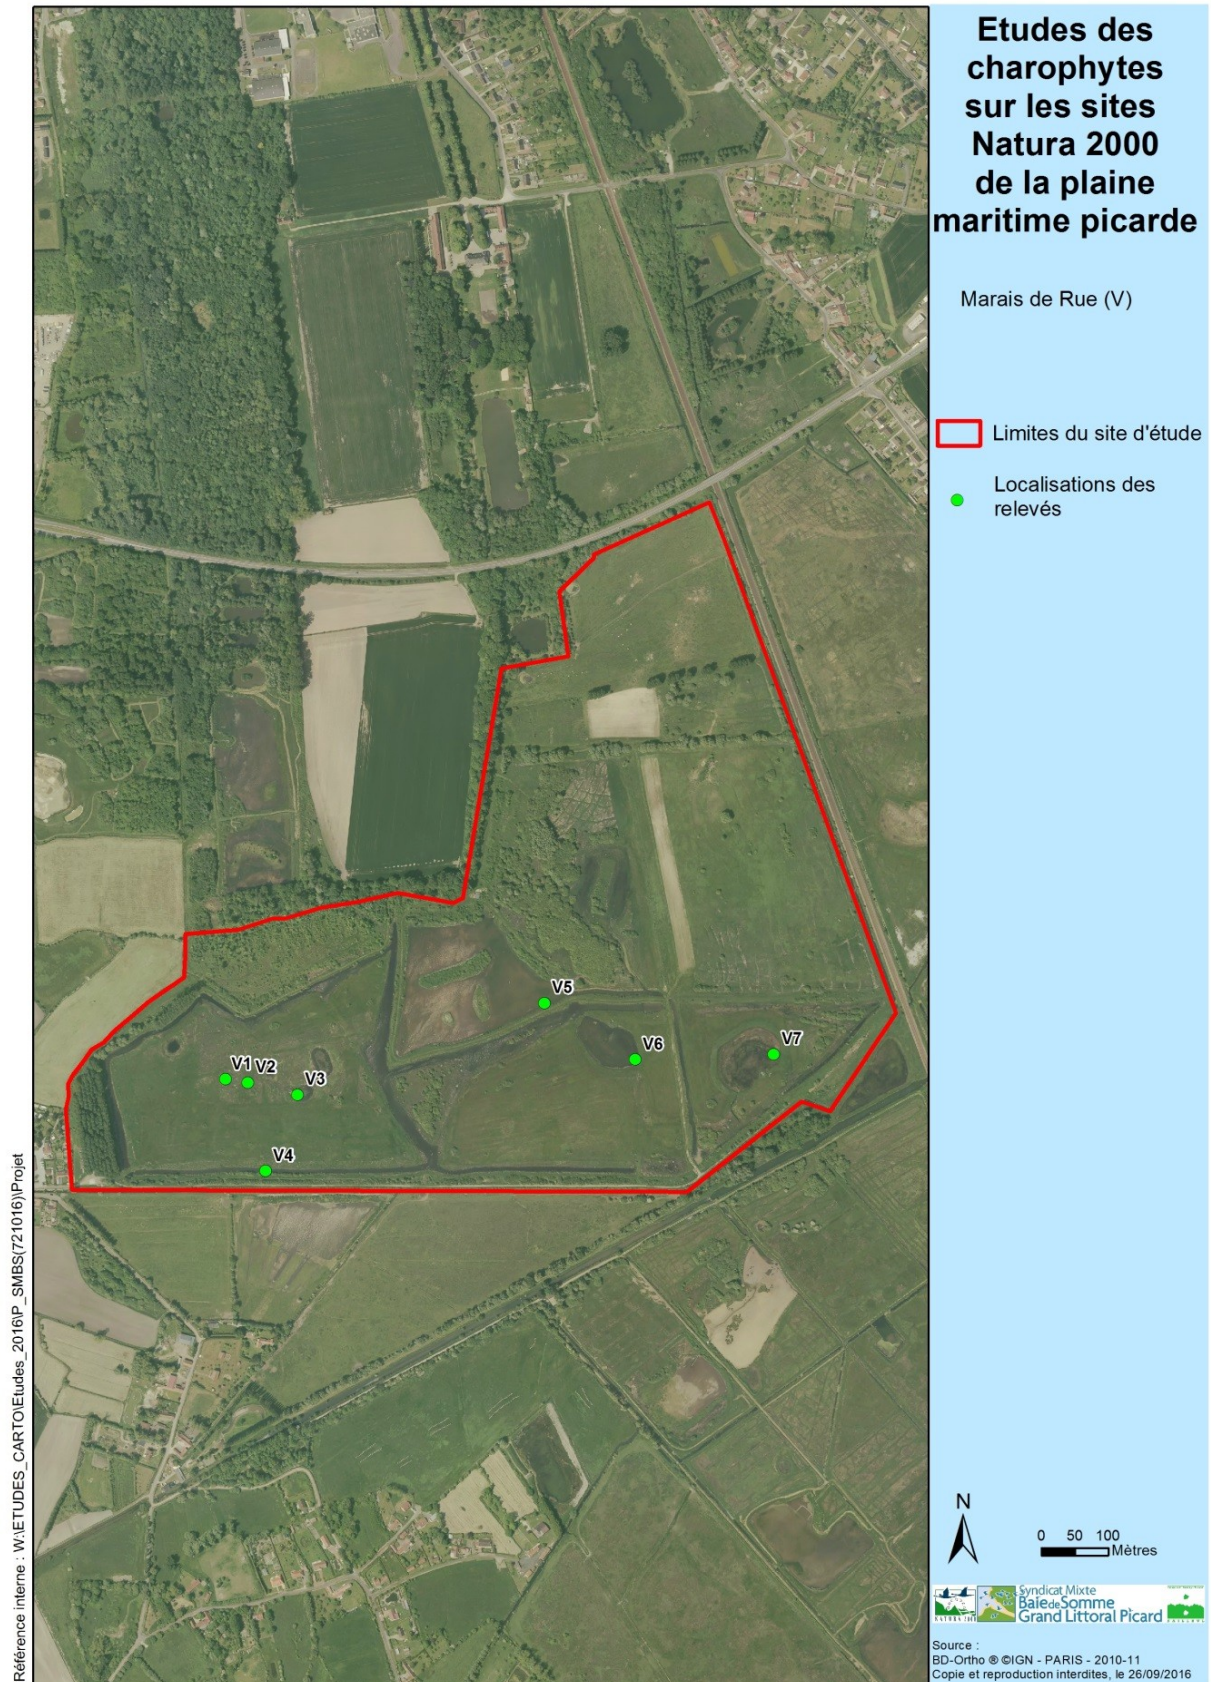 Etudes des
charophytes
sur les sites
Natura 2000
de la plaine
maritime picarde
Marais de Rue (V)
Limites du site d'étude
Localisations des
relevés
V5
V6
V7
V1
V2
V3
V4
N
0 50 100
Mètres
NATURA 2000
Syndicat Mixte
Baie de Somme
Grand Littoral Picard
Source :
BD-Ortho ® ©IGN - PARIS - 2010-11
Copie et reproduction interdites, le 26/09/2016
Référence interne : W:\ETUDES_CARTO\Etudes_2016\P_SMBS(721016)\Projet